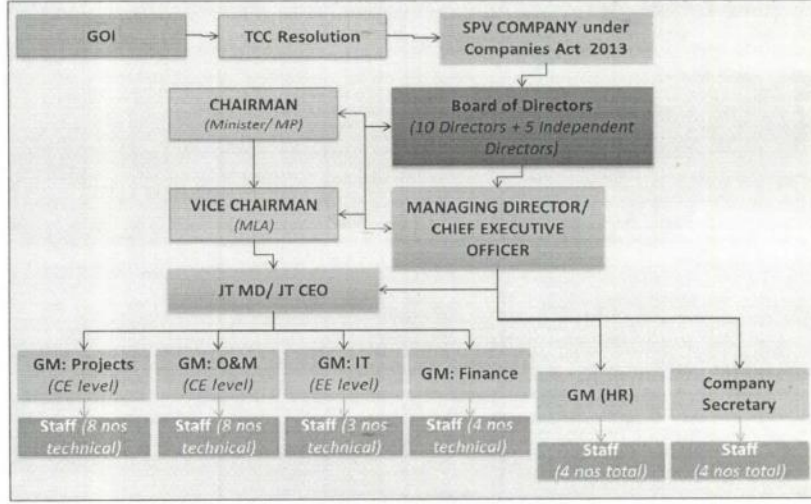 GOI
TCC Resolution
SPV COMPANY under
Companies Act 2013
CHAIRMAN
(Minister/ MP)
Board of Directors
(10 Directors + 5 Independent
Directors)
VICE CHAIRMAN
(MLA)
MANAGING DIRECTOR/
CHIEF EXECUTIVE
OFFICER
JT MD/ JT CEO
GM: Projects
(CE level)
GM: O&M
(CE level)
GM: IT
(EE level)
GM: Finance
GM (HR)
Company
Secretary
Staff (8 nos
technical)
Staff (8 nos
technical)
Staff (3 nos
technical)
Staff (4 nos
technical)
Staff
(4 nos total)
Staff
(4 nos total)